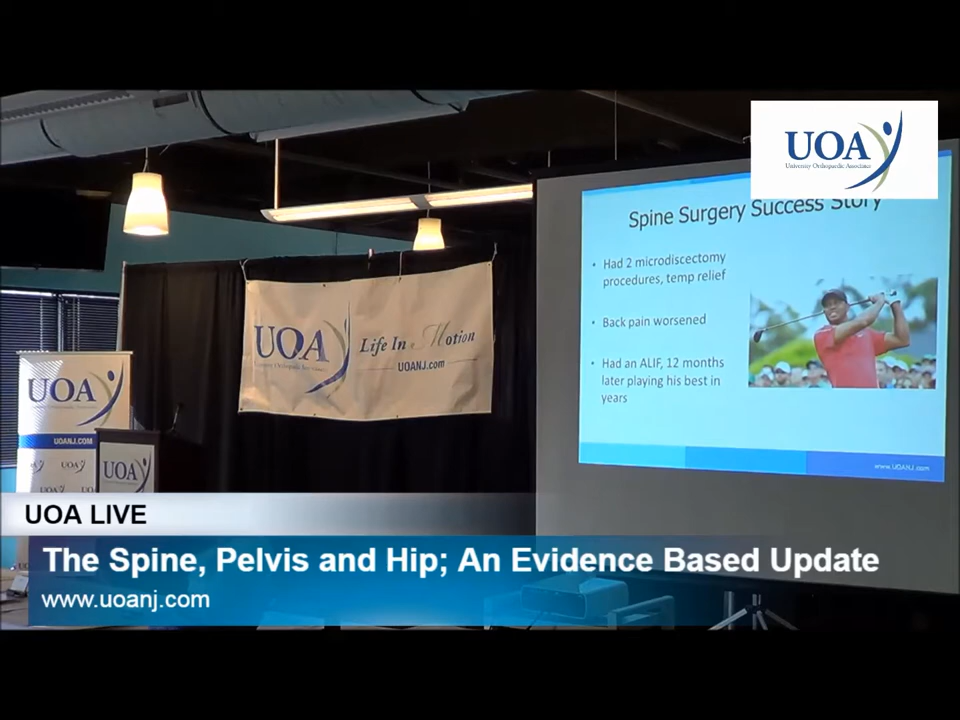 UOA
University Orthopaedic Associates
Spine Surgery Success Story
• Had 2 microdiscectomy
procedures, temp relief
• Back pain worsened
• Had an ALIF, 12 months
later playing his best in
years
www.UOANJ.com
UOA
Life In Motion
UOANJ.com
UOA
UOANJ.com
UOA
UOA
UOA
UOA LIVE
The Spine, Pelvis and Hip; An Evidence Based Update
www.uoanj.com